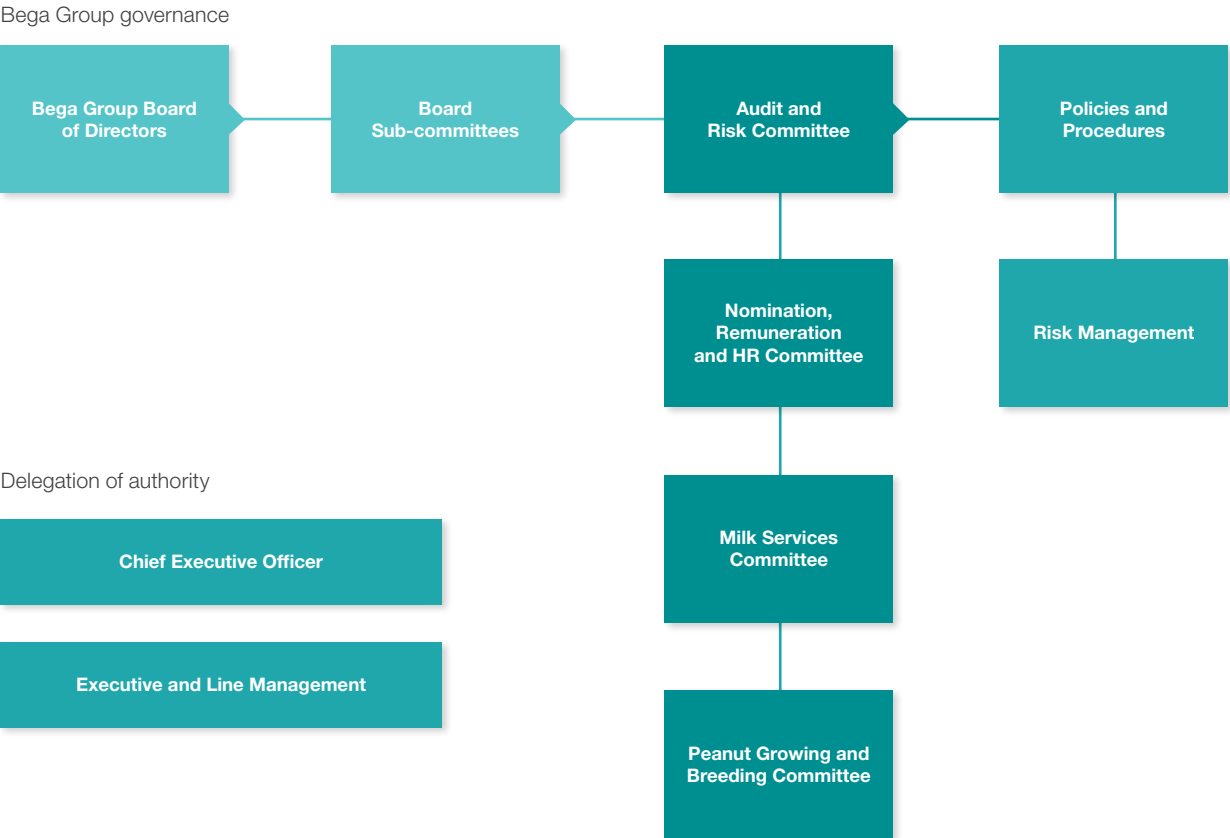 Bega Group governance
Bega Group Board
of Directors
Board
Sub-committees
Audit and
Risk Committee
Policies and
Procedures
Nomination,
Remuneration
and HR Committee
Risk Management
Delegation of authority
Chief Executive Officer
Milk Services
Committee
Executive and Line Management
Peanut Growing and
Breeding Committee